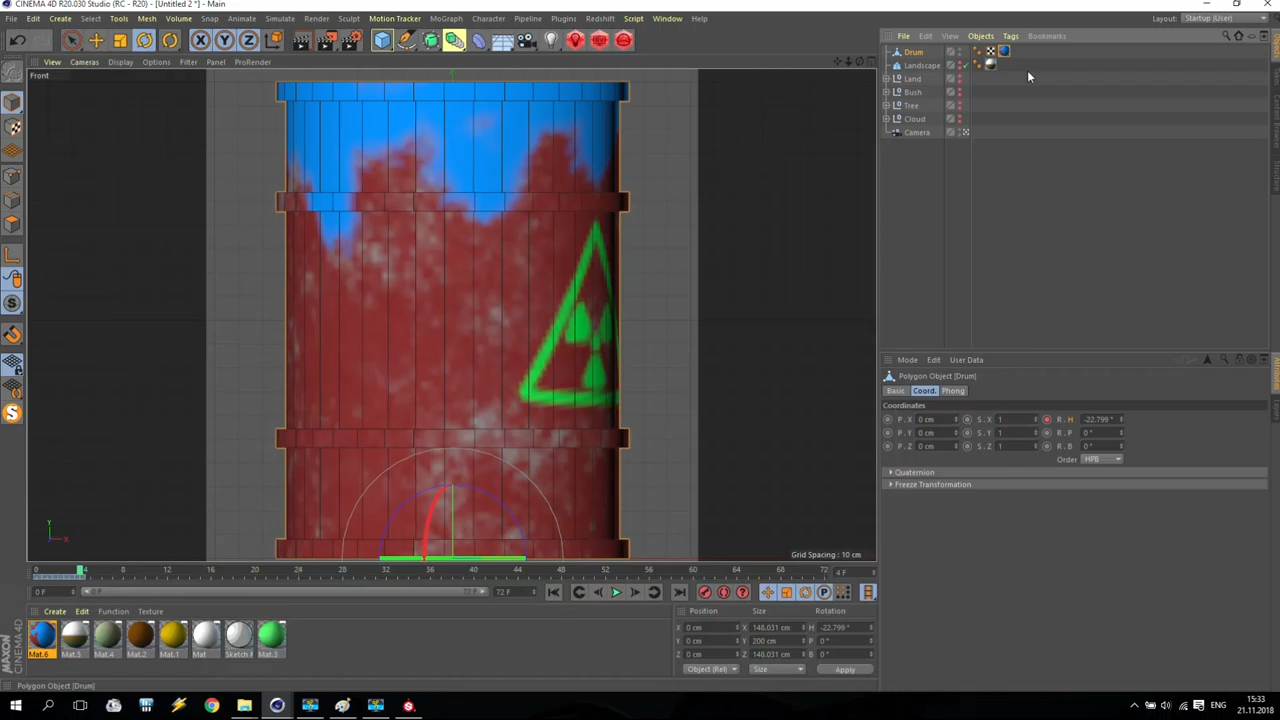 CINEMA 4D R20.030 Studio (RC - R20) - [Untitled 2 *] - Main
File Edit Create Select Tools Mesh Volume Snap Animate Simulate Render Sculpt Motion Tracker MoGraph Character Pipeline Plugins Redshift Script Window Help Layout: Startup (User)
X Y Z
View Cameras Display Options Filter Panel ProRender
File Edit View Objects Tags Bookmarks
Front
Drum
Landscape
Land
Bush
Tree
Cloud
Camera
Mode Edit User Data
Polygon Object [Drum]
Basic Coord. Phong
Coordinates
P . X 0 cm S . X 1 R . H -22.799 °
P . Y 0 cm S . Y 1 R . P 0 °
P . Z 0 cm S . Z 1 R . B 0 °
Order HPB
Quaternion
Freeze Transformation
Y
X
Grid Spacing : 10 cm
0 4 8 12 16 20 24 28 32 36 40 44 48 52 56 60 64 68 72 4 F
0 F 0 F 72 F 72 F
Create Edit Function Texture
Position Size Rotation
X 0 cm X 148.031 cm H -22.799 °
Y 0 cm Y 200 cm P 0 °
Z 0 cm Z 148.031 cm B 0 °
Object (Rel) Size Apply
Mat.6 Mat.5 Mat.4 Mat.2 Mat.1 Mat Sketch Mat.3
MAXON CINEMA 4D
Polygon Object [Drum]
ENG 15:33
21.11.2018